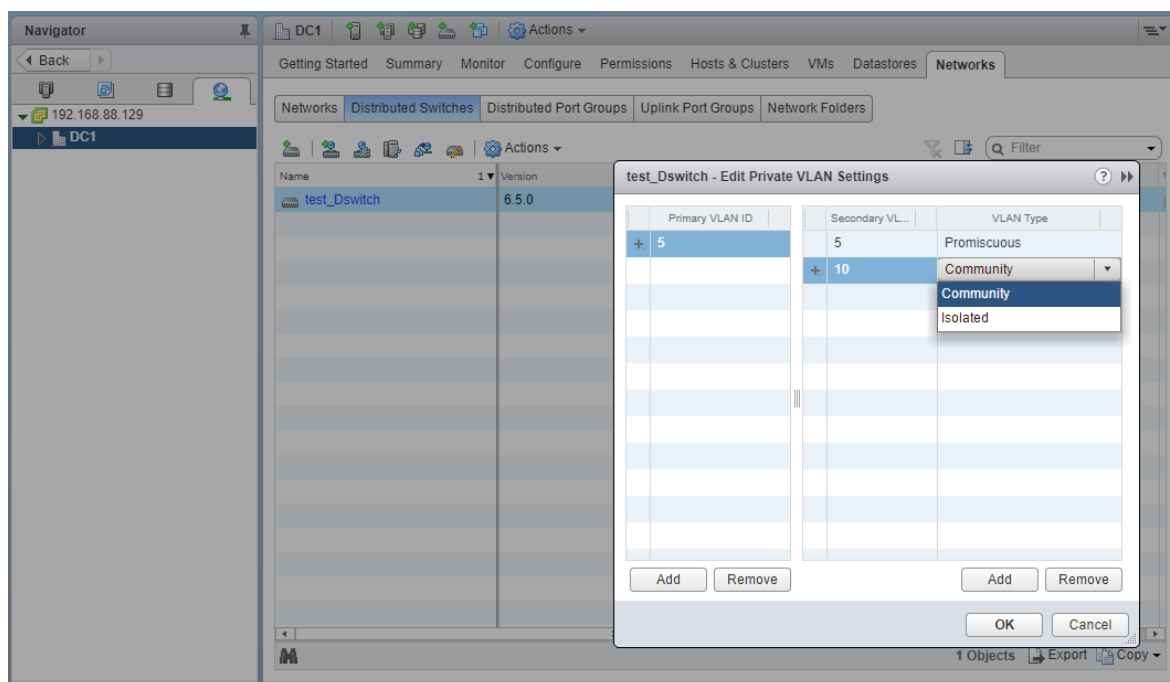 Navigator
DC1 Actions
Back
Getting Started Summary Monitor Configure Permissions Hosts & Clusters VMs Datastores Networks
192.168.88.129
DC1
Networks Distributed Switches Distributed Port Groups Uplink Port Groups Network Folders
Actions
Filter
Name 1 Version
test_Dswitch 6.5.0
test_Dswitch - Edit Private VLAN Settings
?
Primary VLAN ID Secondary VL... VLAN Type
5 5 Promiscuous
10 Community
Community
Isolated
Add Remove Add Remove
OK Cancel
1 Objects Export Copy